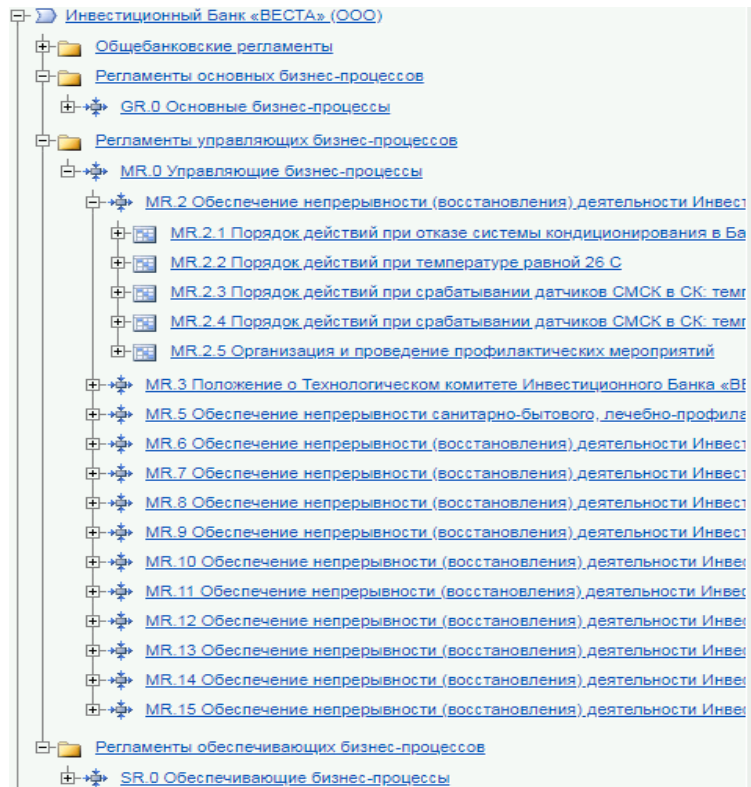 Инвестиционный Банк «ВЕСТА» (ООО)
Общебанковские регламенты
Регламенты основных бизнес-процессов
GR.0 Основные бизнес-процессы
Регламенты управляющих бизнес-процессов
MR.0 Управляющие бизнес-процессы
MR.2 Обеспечение непрерывности (восстановления) деятельности Инвест
MR.2.1 Порядок действий при отказе системы кондиционирования в Ба
MR.2.2 Порядок действий при температуре равной 26 С
MR.2.3 Порядок действий при срабатывании датчиков СМСК в СК: темп
MR.2.4 Порядок действий при срабатывании датчиков СМСК в СК: темп
MR.2.5 Организация и проведение профилактических мероприятий
MR.3 Положение о Технологическом комитете Инвестиционного Банка «ВЕ
MR.5 Обеспечение непрерывности санитарно-бытового, лечебно-профила
MR.6 Обеспечение непрерывности (восстановления) деятельности Инвест
MR.7 Обеспечение непрерывности (восстановления) деятельности Инвест
MR.8 Обеспечение непрерывности (восстановления) деятельности Инвест
MR.9 Обеспечение непрерывности (восстановления) деятельности Инвест
MR.10 Обеспечение непрерывности (восстановления) деятельности Инвес
MR.11 Обеспечение непрерывности (восстановления) деятельности Инвес
MR.12 Обеспечение непрерывности (восстановления) деятельности Инвес
MR.13 Обеспечение непрерывности (восстановления) деятельности Инвес
MR.14 Обеспечение непрерывности (восстановления) деятельности Инвес
MR.15 Обеспечение непрерывности (восстановления) деятельности Инвес
Регламенты обеспечивающих бизнес-процессов
SR.0 Обеспечивающие бизнес-процессы